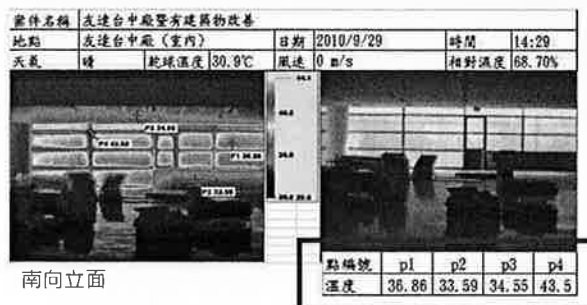 案件名稱 友達台中廠暨有建築物改善
地點 友達台中廠(室內) 日期 2010/9/29 時間 14:29
天氣 晴 乾球溫度 30.9℃ 風速 0 m/s 相對濕度 68.70%
南向立面
點編號 p1 p2 p3 p4
溫度 36.86 33.59 34.55 43.5